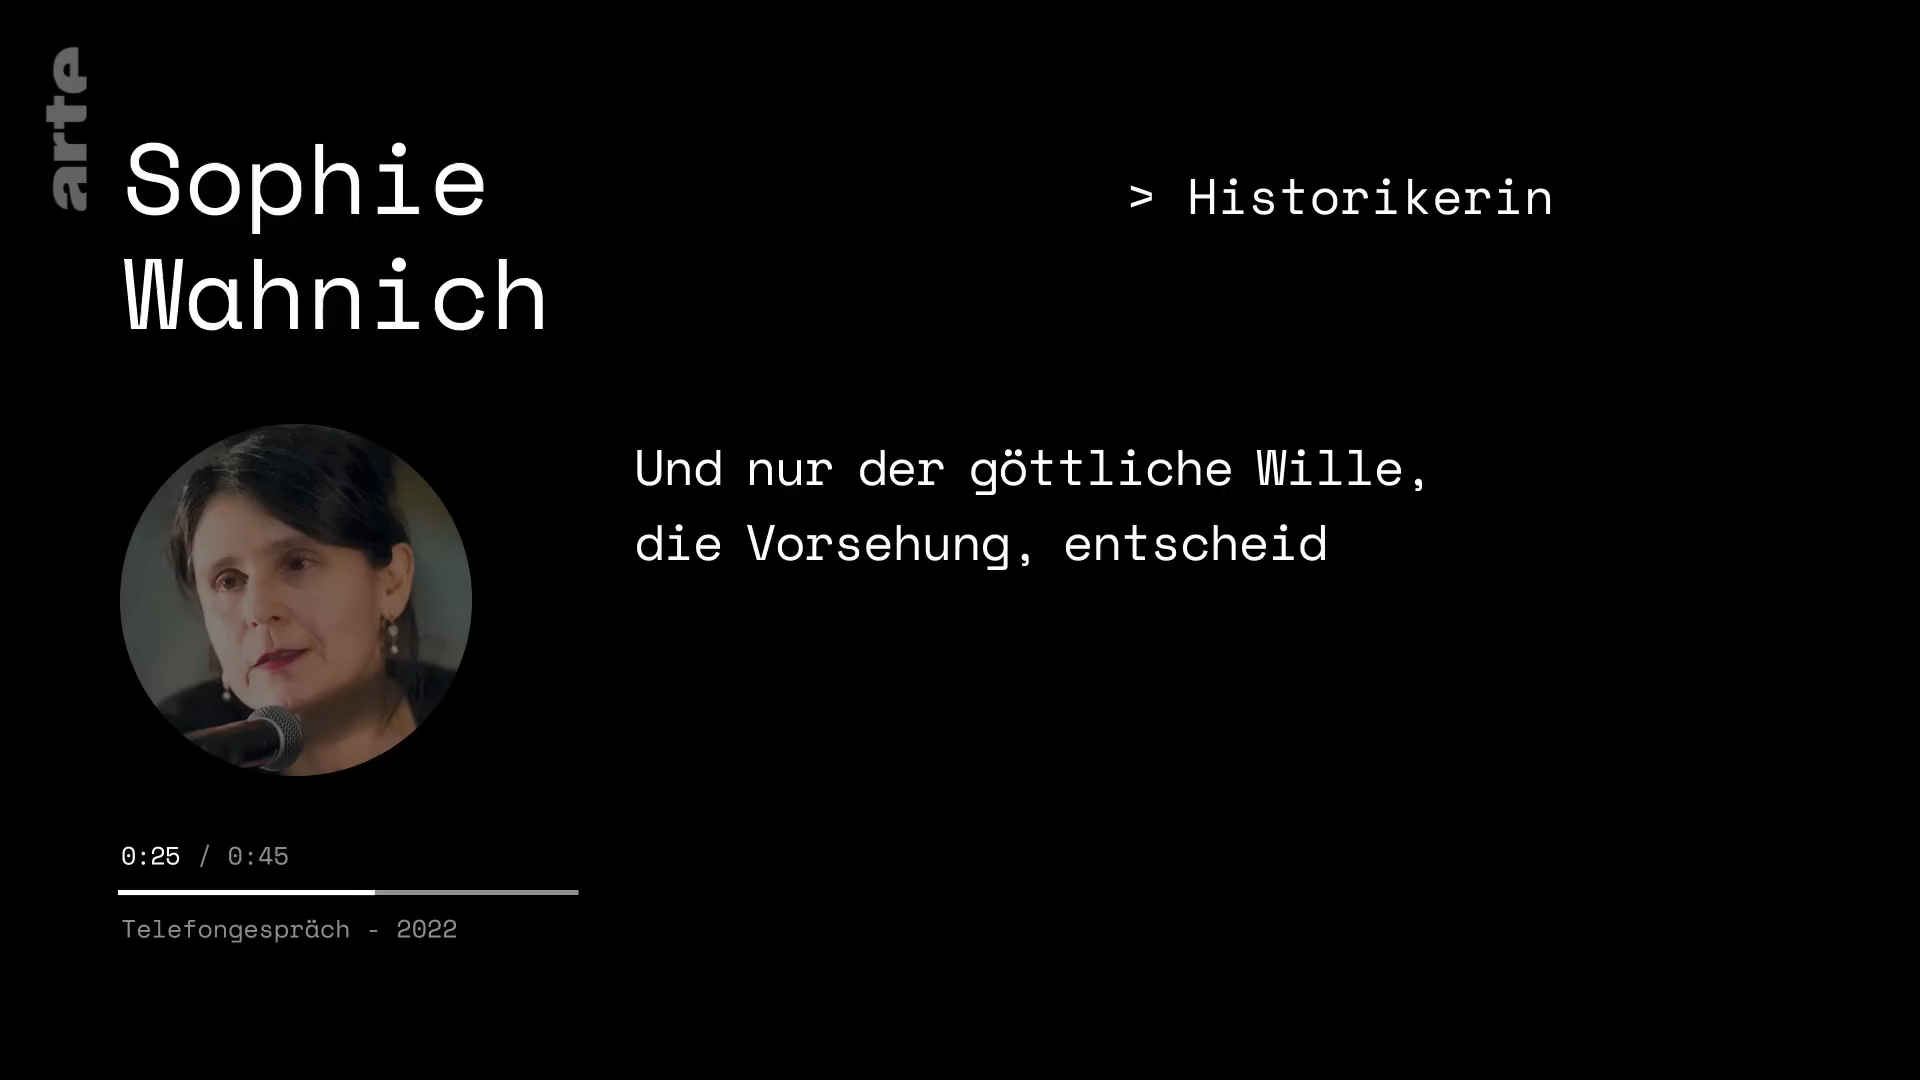 arte
Sophie
Wahnich
> Historikerin
Und nur der göttliche Wille,
die Vorsehung, entscheid
0:25 / 0:45
Telefongespräch - 2022